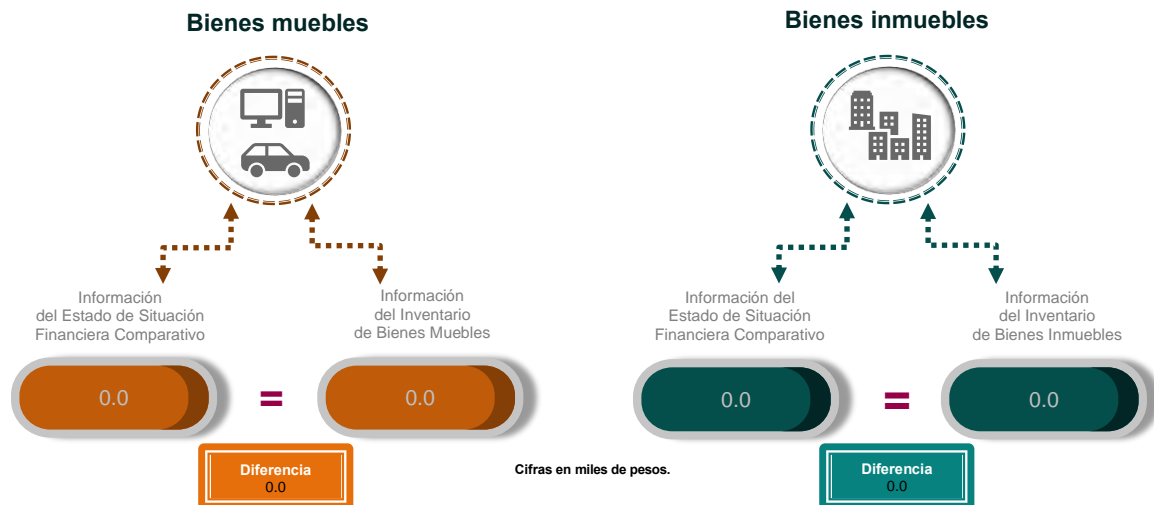 Bienes muebles
Información
del Estado de Situación
Financiera Comparativo
Información
del Inventario
de Bienes Muebles
0.0
=
0.0
Diferencia
0.0
Cifras en miles de pesos.
Bienes inmuebles
Información del
Estado de Situación
Financiera Comparativo
Información
del Inventario
de Bienes Inmuebles
0.0
=
0.0
Diferencia
0.0